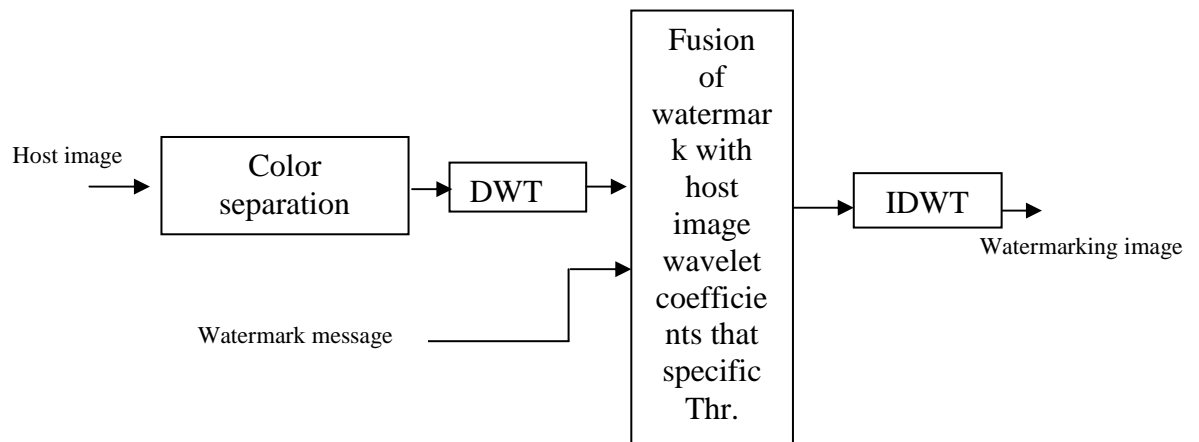 Host image
Color
separation
DWT
Watermark message
Fusion
of
watermar
k with
host
image
wavelet
coefficie
nts that
specific
Thr.
IDWT
Watermarking image